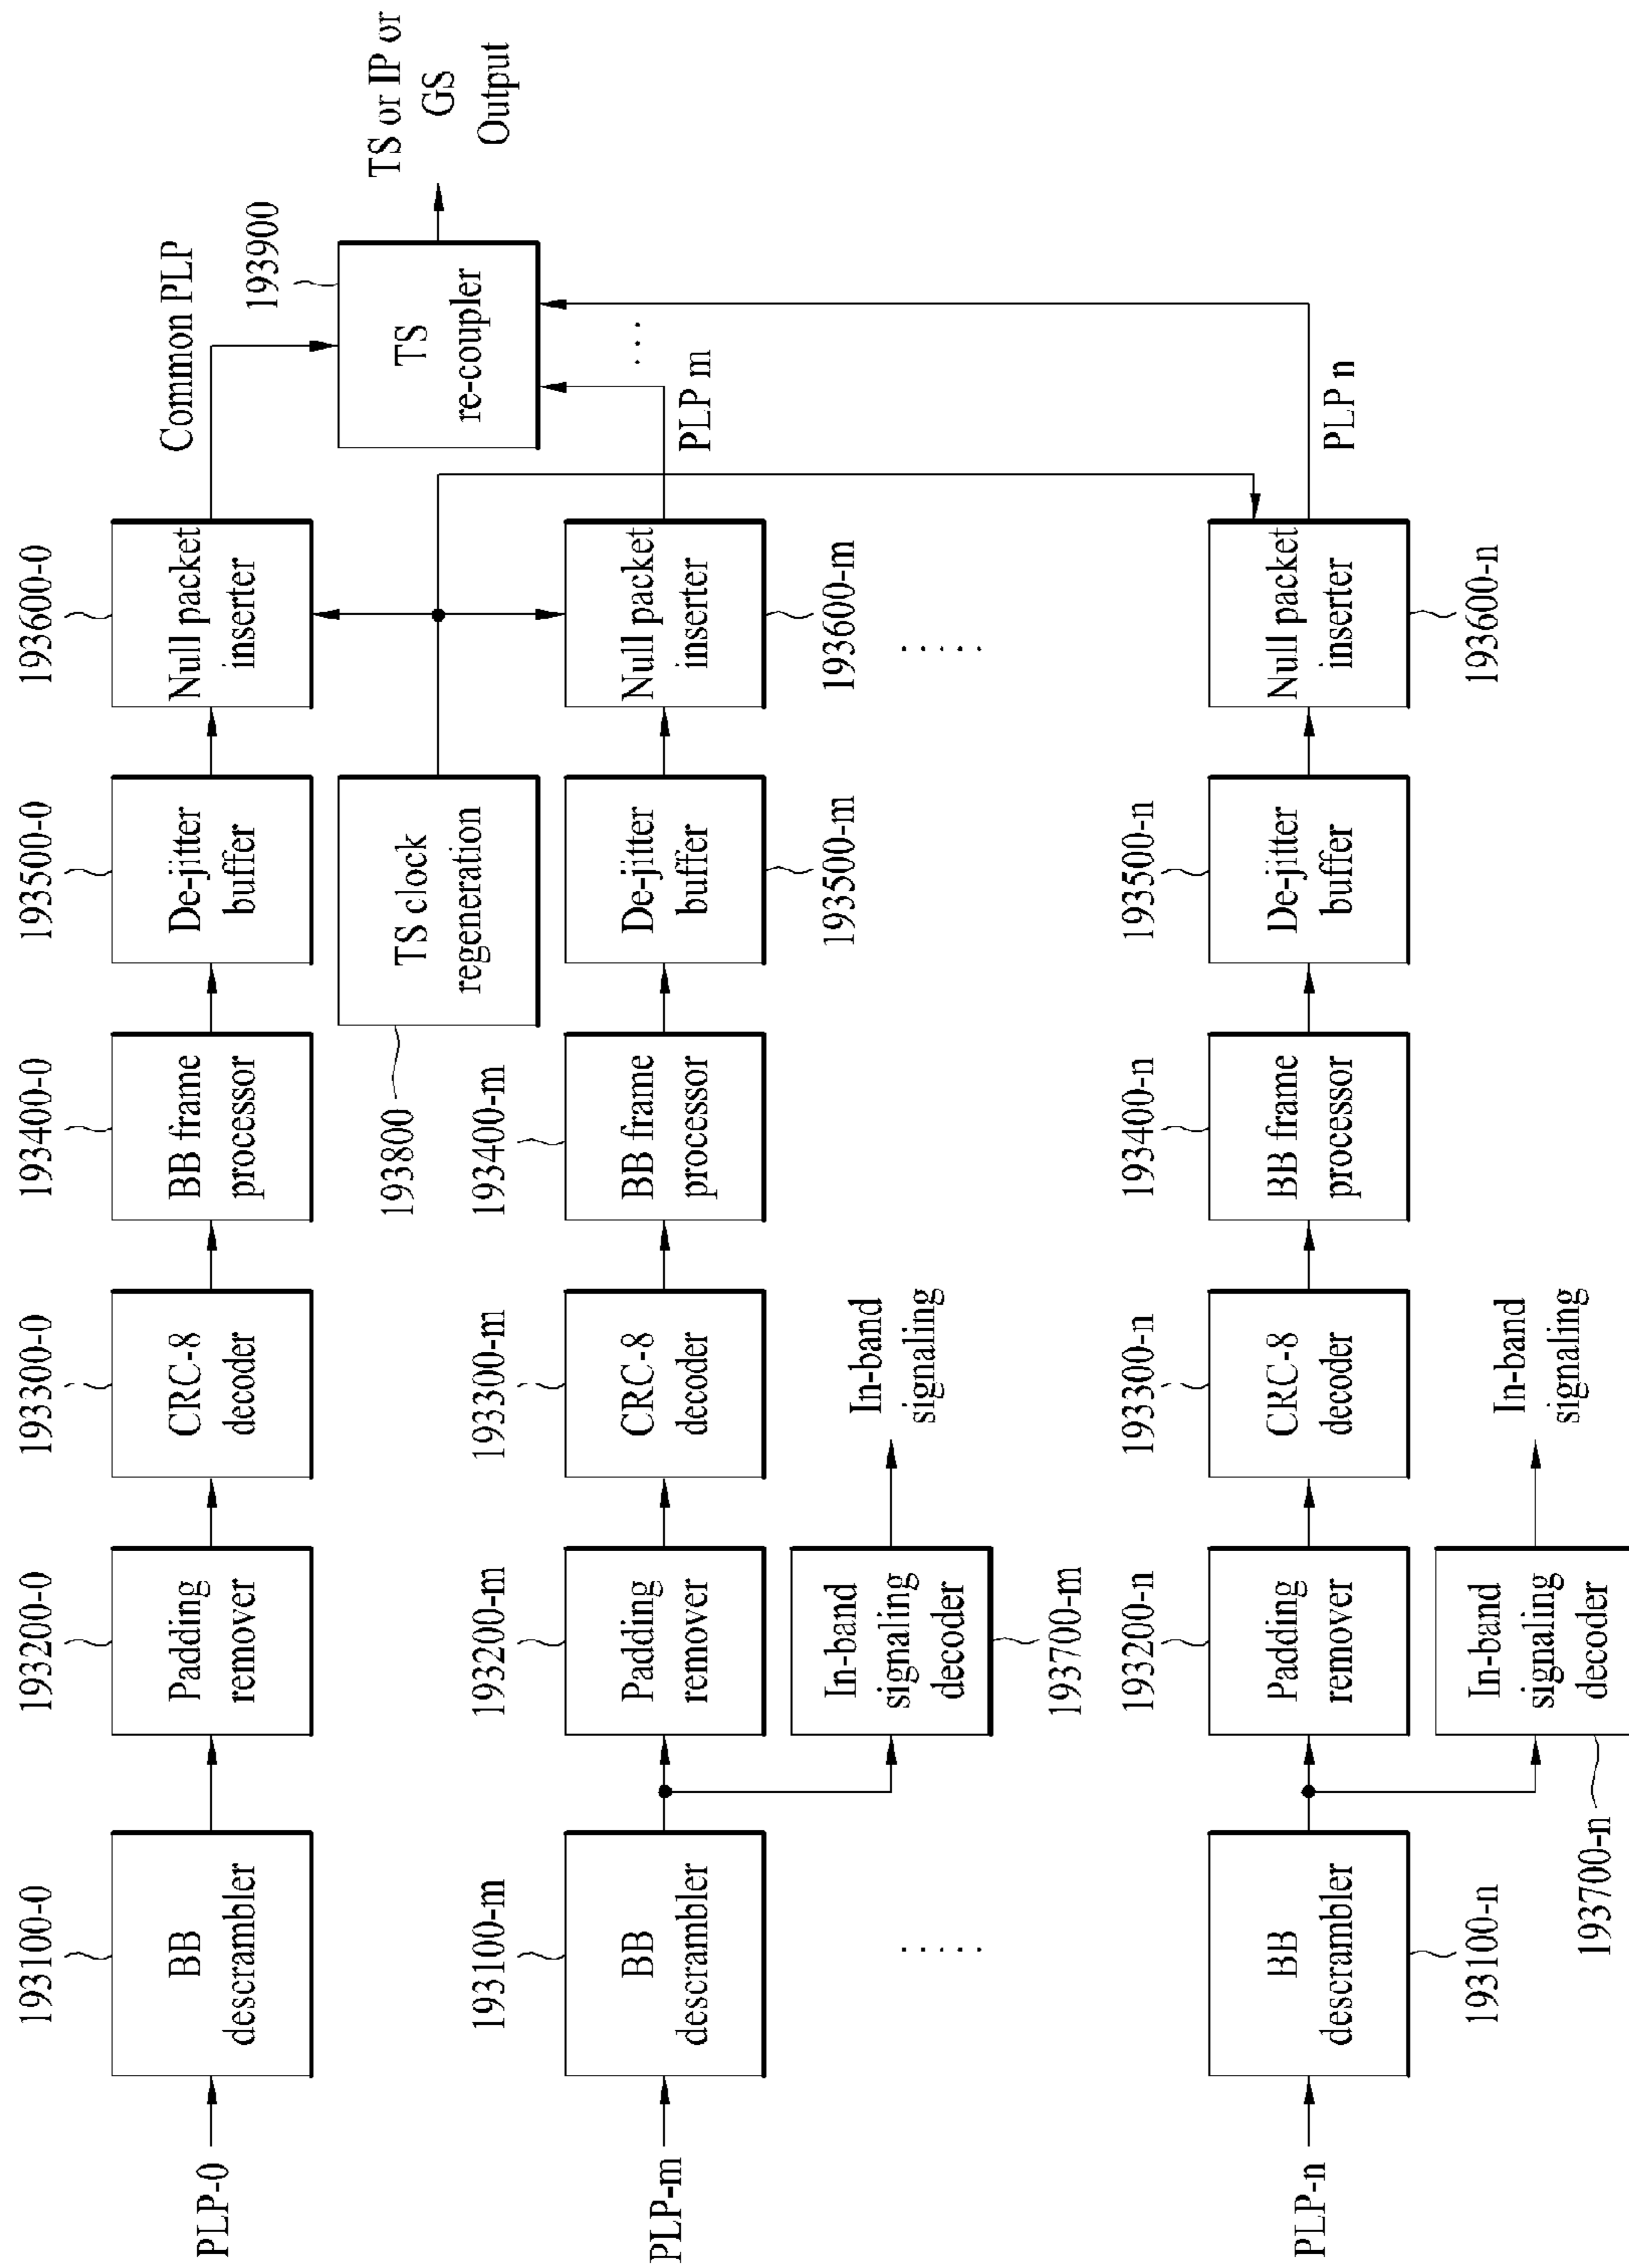 193100-0
193200-0
193300-0
193400-0
193500-0
193600-0
Common PLP
PLP-0
BB
descrambler
Padding
remover
CRC-8
decoder
BB frame
processor
De-jitter
buffer
Null packet
inserter
193900
TS clock
regeneration
193800
TS
re-coupler
TS or IP or
GS
Output
193100-m
193200-m
193300-m
193400-m
PLP-m
BB
descrambler
Padding
remover
CRC-8
decoder
BB frame
processor
De-jitter
buffer
Null packet
inserter
PLP m
. . .
In-band
signaling
decoder
193700-m
In-band
signaling
193500-m
193600-m
. . . . .
. . . . .
193200-n
193300-n
193400-n
193500-n
PLP-n
BB
descrambler
Padding
remover
CRC-8
decoder
BB frame
processor
De-jitter
buffer
Null packet
inserter
PLP n
193100-n
193600-n
In-band
signaling
decoder
In-band
signaling
193700-n